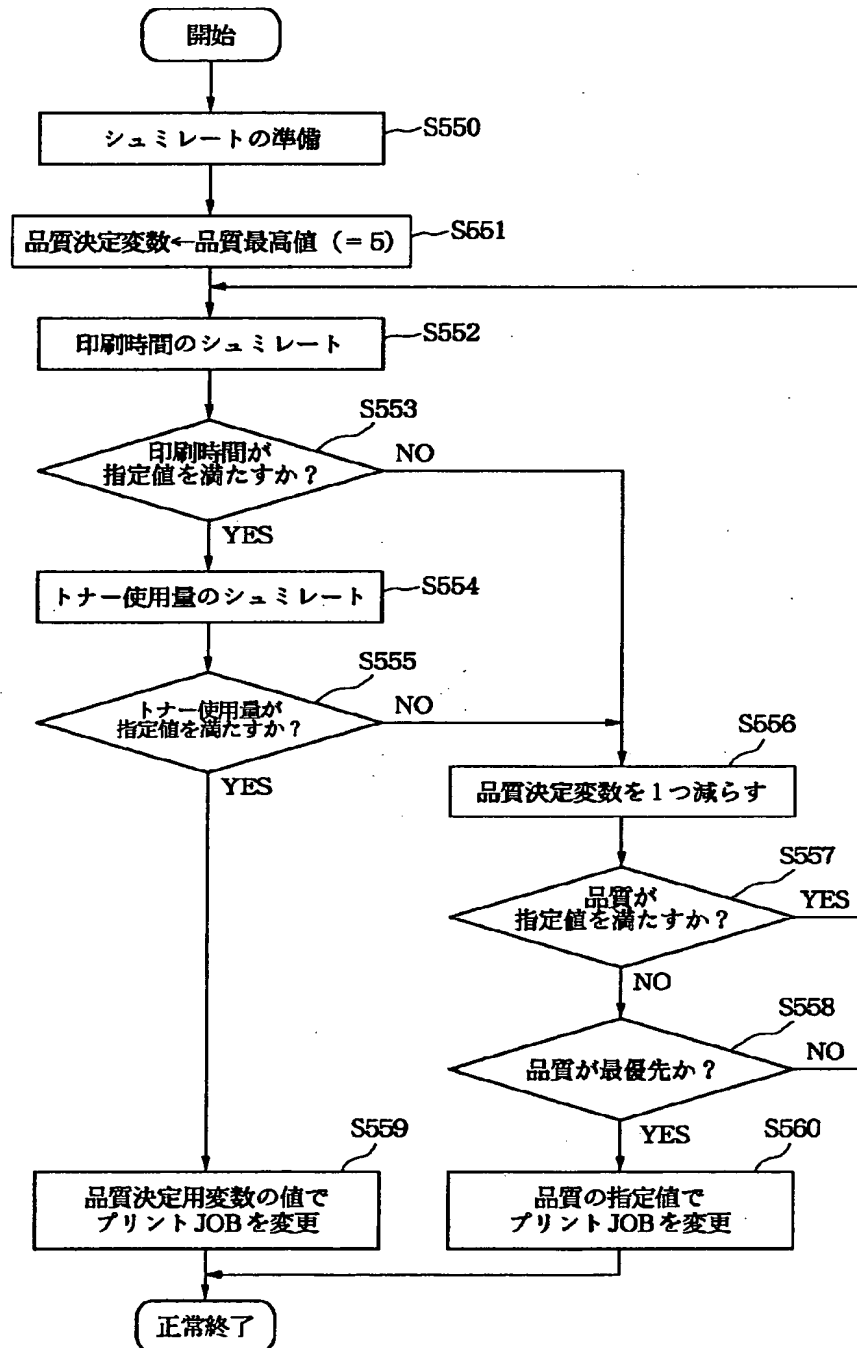 開始
シュミレートの準備
S550
品質決定変数←品質最高値（＝5）
S551
印刷時間のシュミレート
S552
S553
印刷時間が
指定値を満たすか？
NO
YES
トナー使用量のシュミレート
S554
S555
トナー使用量が
指定値を満たすか？
NO
YES
S556
品質決定変数を1つ減らす
S557
品質が
指定値を満たすか？
YES
NO
S558
品質が最優先か？
NO
YES
S559
品質決定用変数の値で
プリントJOBを変更
S560
品質の指定値で
プリントJOBを変更
正常終了